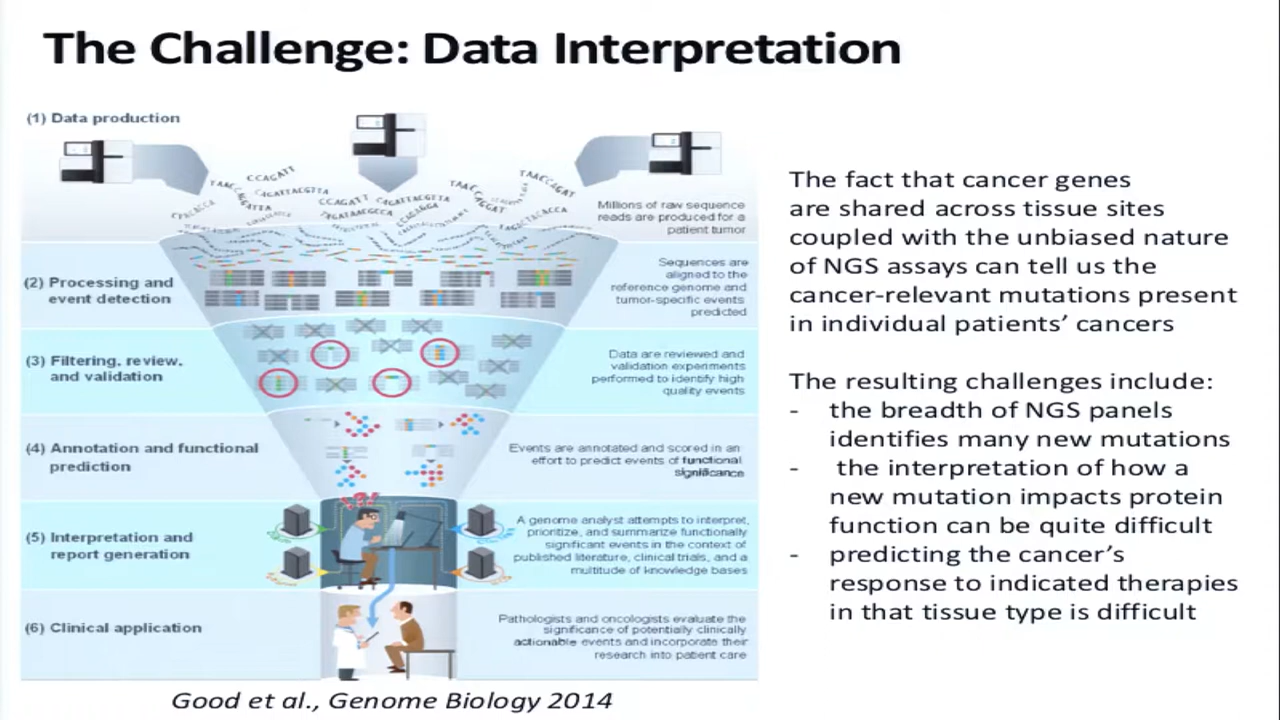 The Challenge: Data Interpretation
(1) Data production
CCAGATT
CAGATTACGTTA
CCAGATT
CAGATTACGTTA
Millions of raw sequence
reads are produced for a
patient tumor
(2) Processing and
event detection
Sequences are
aligned to the
reference genome and
tumor-specific events
predicted
(3) Filtering, review,
and validation
Data are reviewed and
validation experiments
performed to identify high
quality events
(4) Annotation and functional
prediction
Events are annotated and scored in an
effort to predict events of functional
significance
(5) Interpretation and
report generation
A genome analyst attempts to interpret,
prioritize, and summarize functionally
significant events in the context of
published literature, clinical trials, and a
multitude of knowledge bases
(6) Clinical application
Pathologists and oncologists evaluate the
significance of potentially clinically
actionable events and incorporate their
research into patient care
Good et al., Genome Biology 2014
The fact that cancer genes
are shared across tissue sites
coupled with the unbiased nature
of NGS assays can tell us the
cancer-relevant mutations present
in individual patients’ cancers
The resulting challenges include:
- the breadth of NGS panels
identifies many new mutations
- the interpretation of how a
new mutation impacts protein
function can be quite difficult
- predicting the cancer’s
response to indicated therapies
in that tissue type is difficult